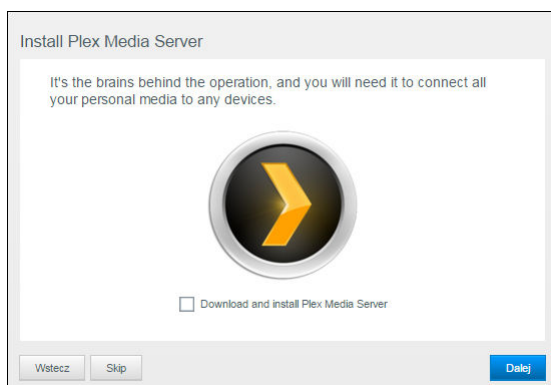 Install Plex Media Server
It's the brains behind the operation, and you will need it to connect all
your personal media to any devices.
Download and install Plex Media Server
Wstecz
Skip
Dalej